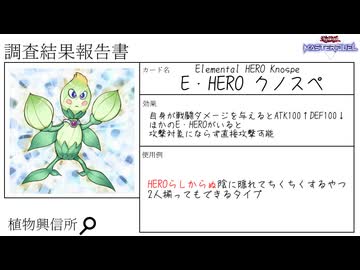 調査結果報告書
Yu-Gi-Oh!
MASTER DUEL
カード名
Elemental HERO Knospe
E・HERO クノスペ
効果
自身が戦闘ダメージを与えるとATK100↑DEF100↓
ほかのE・HEROがいると
攻撃対象にならず直接攻撃可能
使用例
HEROらしからぬ陰に隠れてちくちくするやつ
2人揃ってもできるタイプ
植物興信所